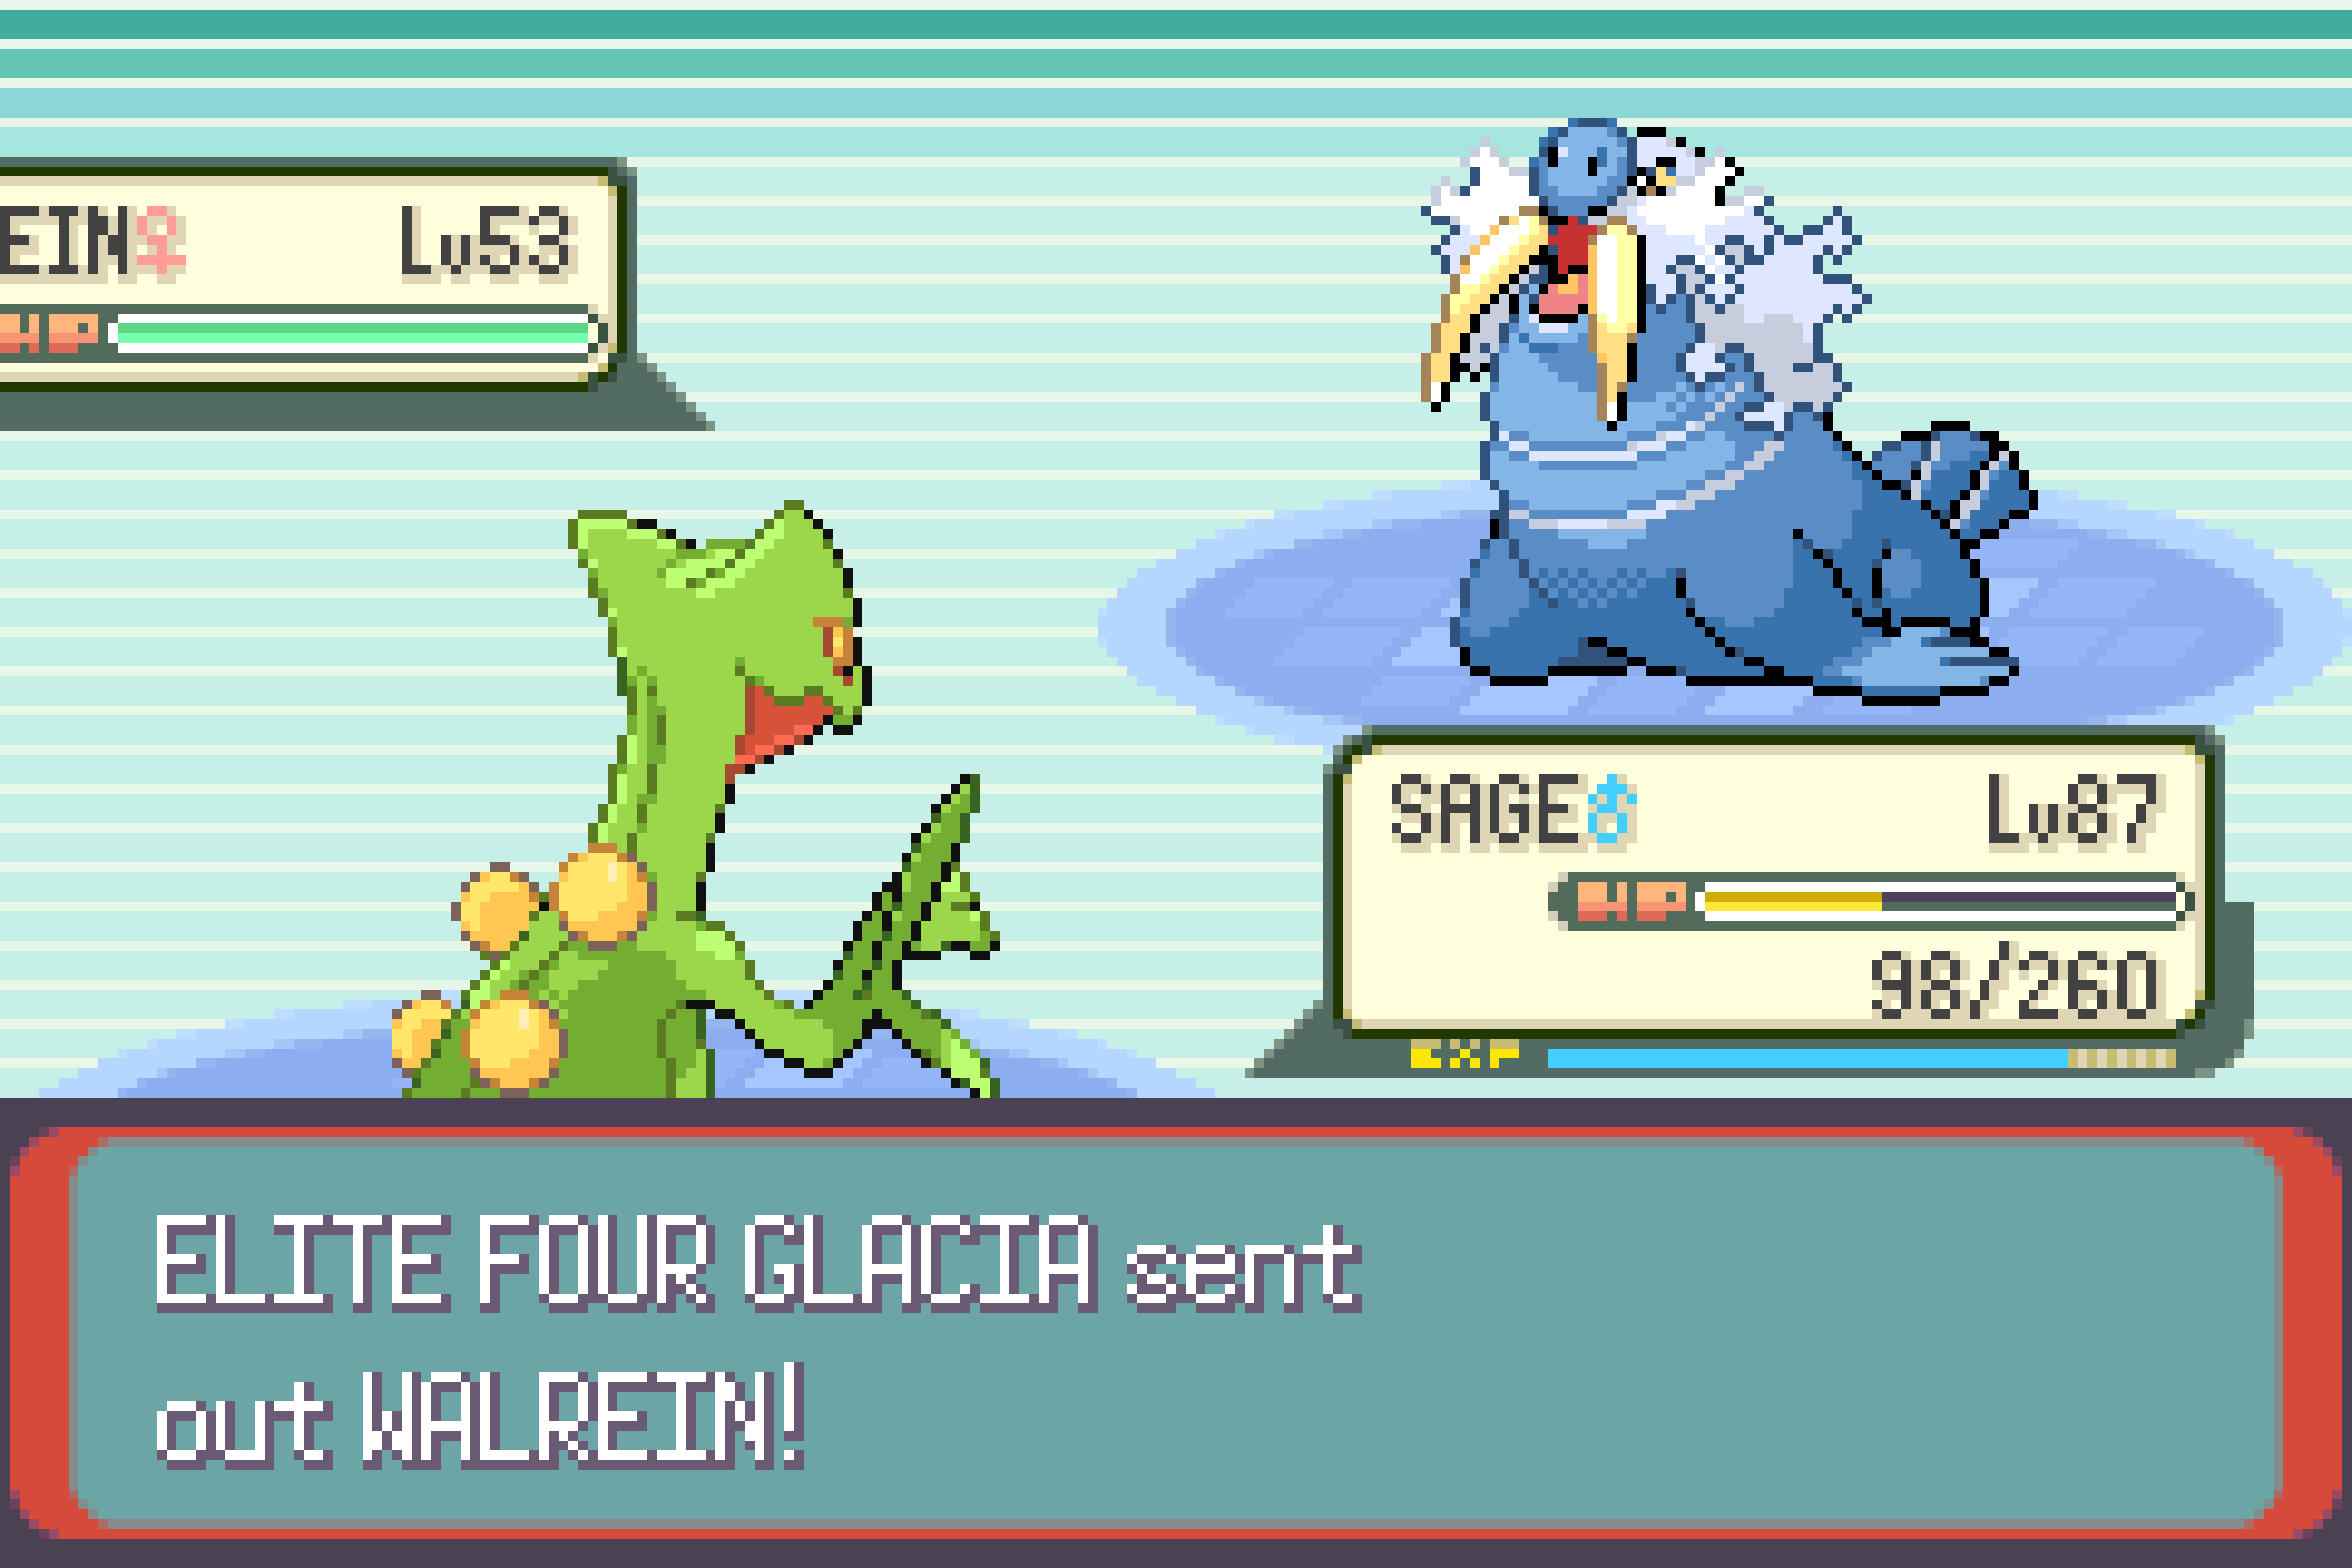 EIN♀ Lv53
HP
SAGE♂ Lv87
HP
98/260
EXP
ELITE FOUR GLACIA sent
out WALREIN!